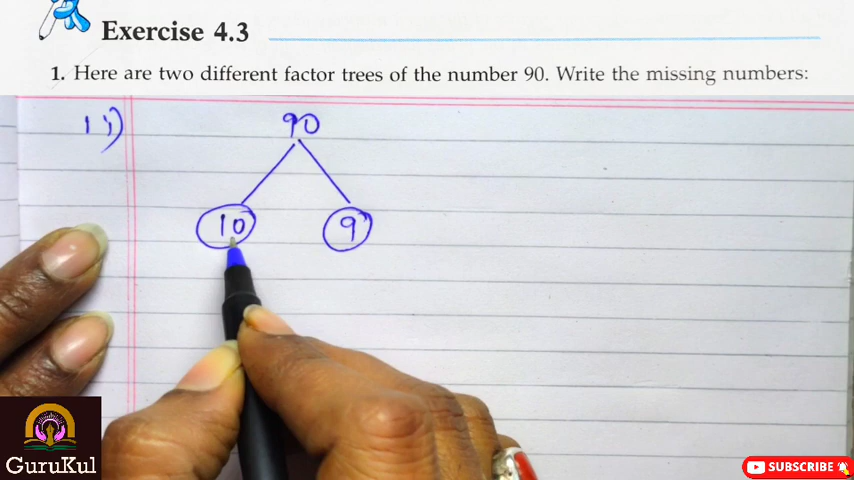 Exercise 4.3
1. Here are two different factor trees of the number 90. Write the missing numbers:
11) 90
10 9
GuruKul
SUBSCRIBE